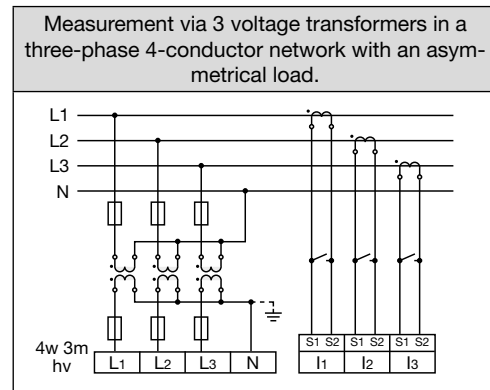 Measurement via 3 voltage transformers in a
three-phase 4-conductor network with an asym-
metrical load.
L1
L2
L3
N
S1 S2 S1 S2 S1 S2
4w 3m
hv
L1 L2 L3 N I1 I2 I3